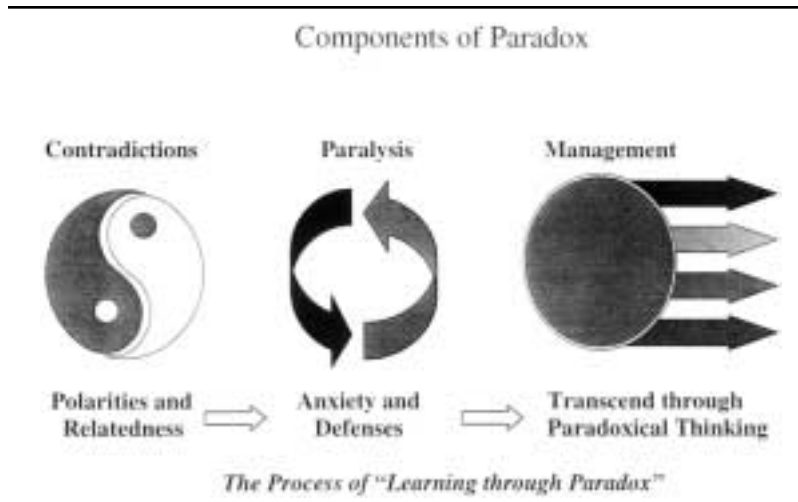 Components of Paradox
Contradictions
Paralysis
Management
Polarities and
Relatedness
Anxiety and
Defenses
Transcend through
Paradoxical Thinking
The Process of “Learning through Paradox”